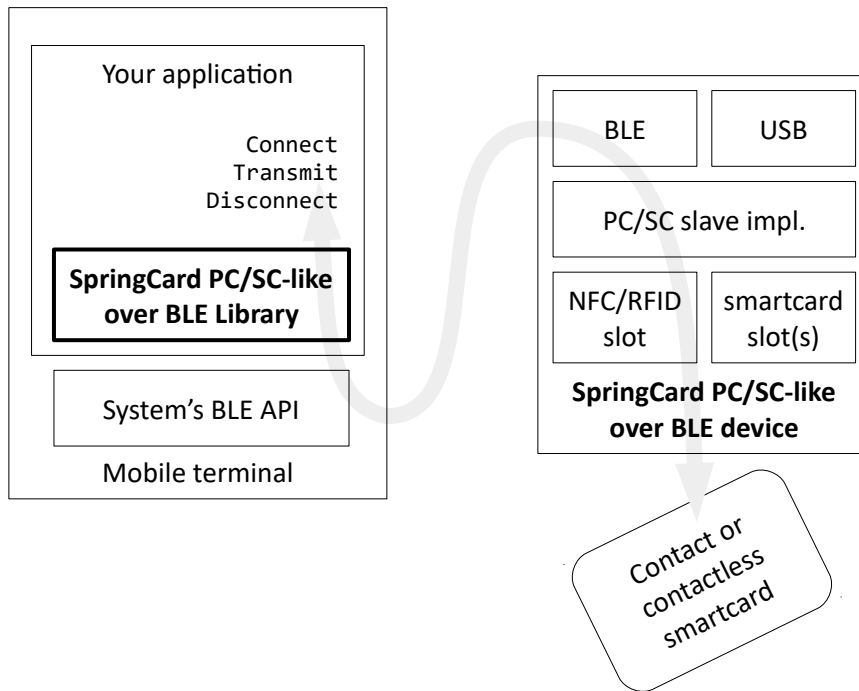 Your application
Connect
Transmit
Disconnect
SpringCard PC/SC-like
over BLE Library
System’s BLE API
Mobile terminal
BLE
USB
PC/SC slave impl.
NFC/RFID
slot
smartcard
slot(s)
SpringCard PC/SC-like
over BLE device
Contact or
contactless
smartcard